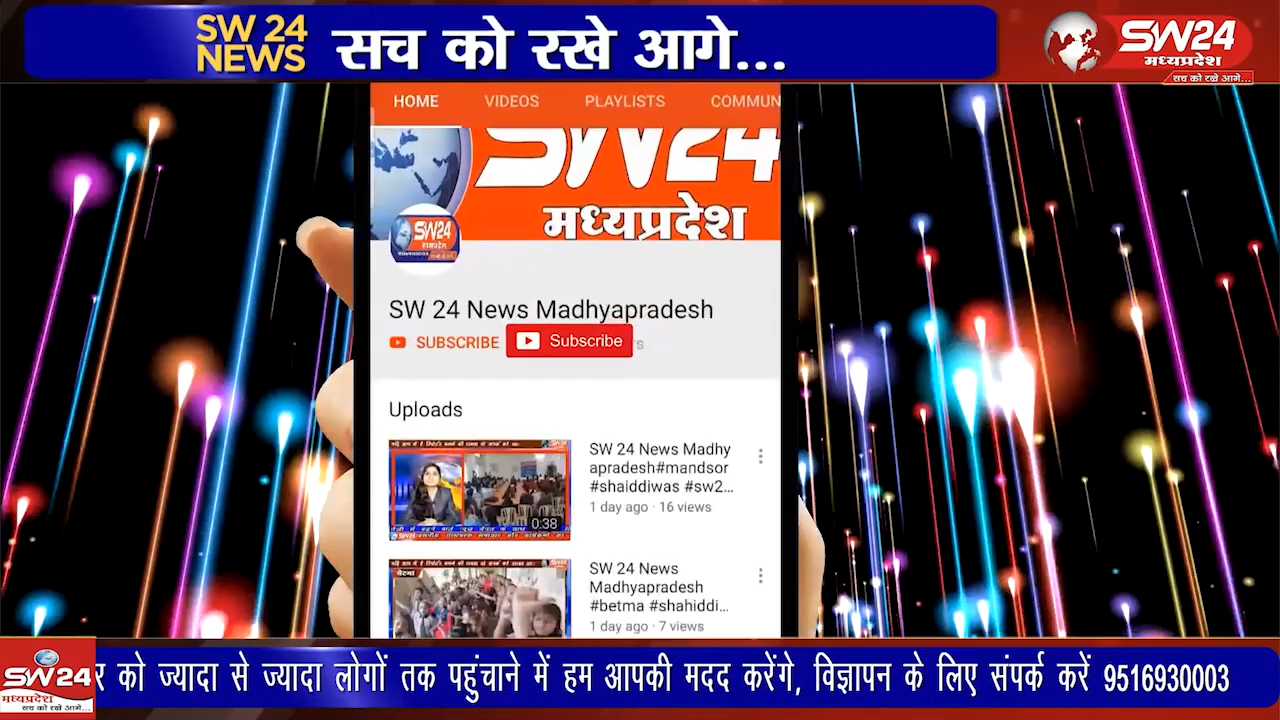 SW 24
NEWS
सच को रखे आगे...
SW24
मध्यप्रदेश
सच को रखे आगे...
HOME VIDEOS PLAYLISTS COMMUN
SW24
मध्यप्रदेश
SW24
SW 24 News Madhyapradesh
SUBSCRIBE
Subscribe
Uploads
SW 24 News Madhy
apradesh#mandsor
#shaiddiwas #sw2...
1 day ago · 16 views
0:38
SW 24 News
Madhyapradesh
#betma #shahiddi...
1 day ago · 7 views
बेटमा
SW24
मध्यप्रदेश
सच को रखे आगे...
र को ज्यादा से ज्यादा लोगों तक पहुंचाने में हम आपकी मदद करेंगे, विज्ञापन के लिए संपर्क करें 9516930003